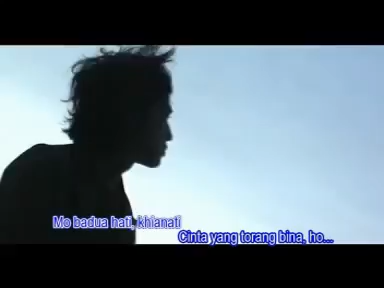 Mo badua hati, khianati
Cinta yang torang bina, ho...